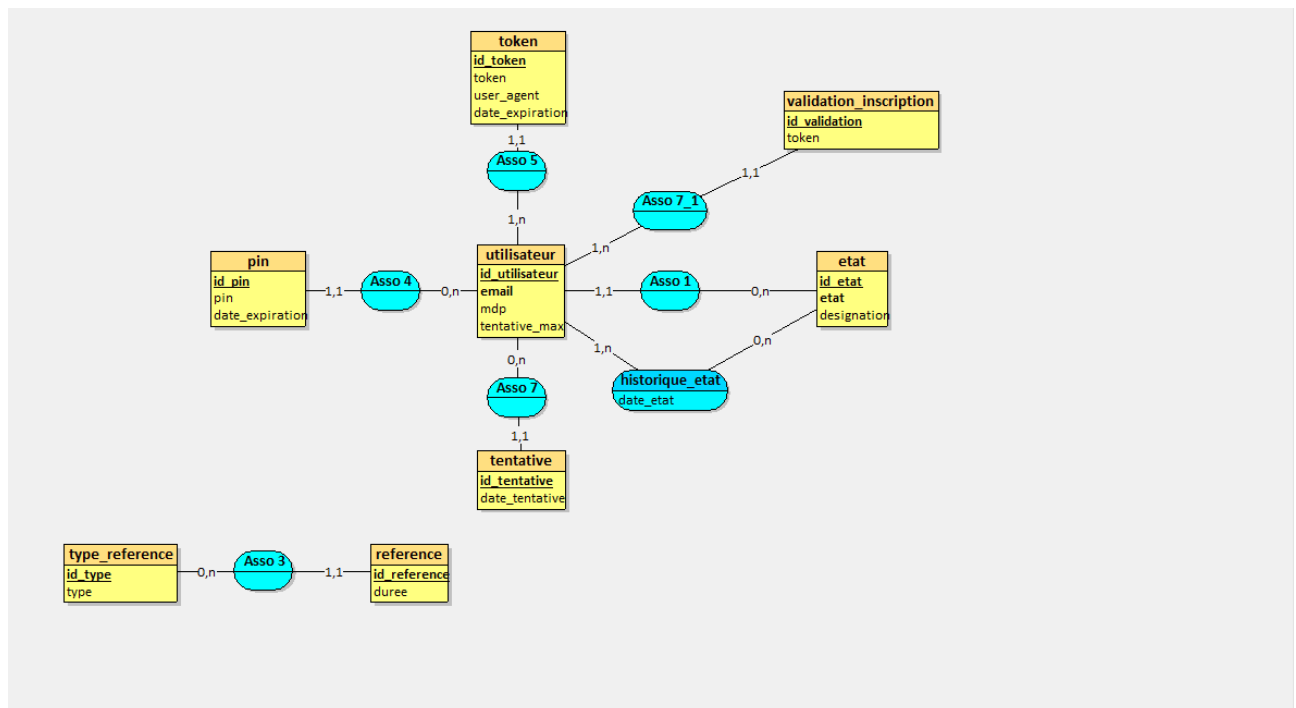 token
id_token
token
user_agent
date_expiration
1,1
Asso 5
1,n
validation_inscription
id_validation
token
1,1
Asso 7_1
1,n
pin
id_pin
pin
date_expiration
1,1
Asso 4
0,n
utilisateur
id_utilisateur
email
mdp
tentative_max
1,1
Asso 1
0,n
etat
id_etat
etat
designation
1,n
0,n
historique_etat
date_etat
0,n
Asso 7
1,1
tentative
id_tentative
date_tentative
type_reference
id_type
type
0,n
Asso 3
1,1
reference
id_reference
duree